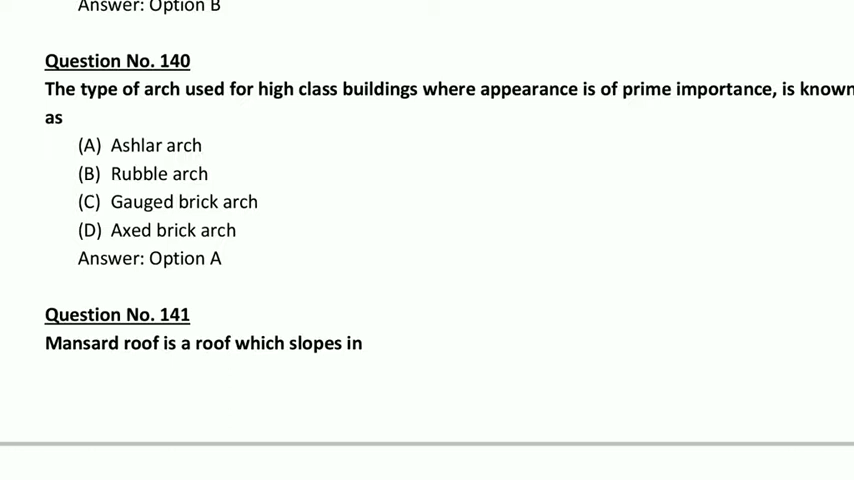 Answer: Option B
Question No. 140
The type of arch used for high class buildings where appearance is of prime importance, is known
as
(A) Ashlar arch
(B) Rubble arch
(C) Gauged brick arch
(D) Axed brick arch
Answer: Option A
Question No. 141
Mansard roof is a roof which slopes in